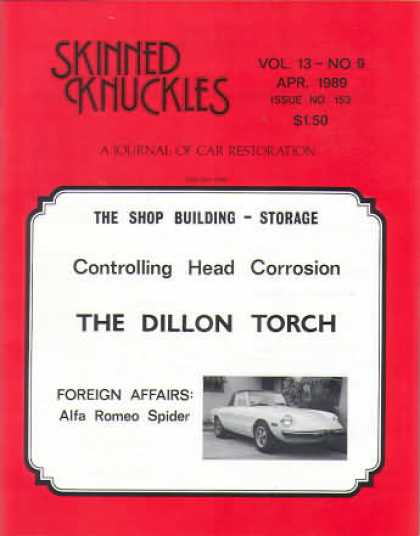 SKINNED
KNUCKLES
VOL. 13 - NO 9
APR. 1989
ISSUE NO 153
$1.50
A JOURNAL OF CAR RESTORATION
THE SHOP BUILDING - STORAGE
Controlling Head Corrosion
THE DILLON TORCH
FOREIGN AFFAIRS:
Alfa Romeo Spider